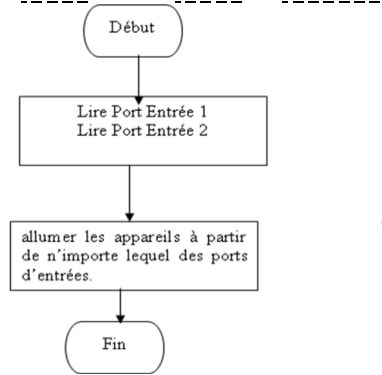 Début
Lire Port Entrée 1
Lire Port Entrée 2
allumer les appareils à partir
de n'importe lequel des ports
d'entrées.
Fin